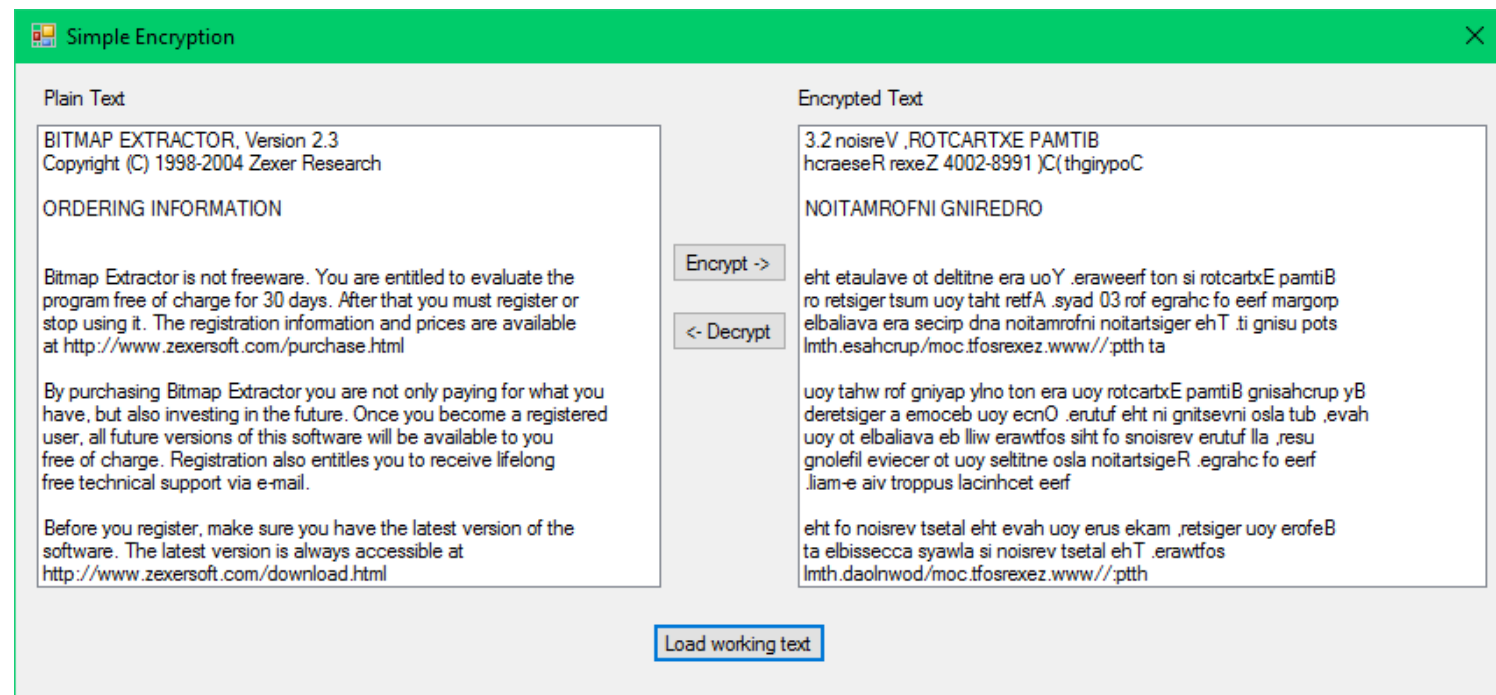 Simple Encryption
Plain Text
BITMAP EXTRACTOR, Version 2.3
Copyright (C) 1998-2004 Zexer Research
ORDERING INFORMATION
Bitmap Extractor is not freeware. You are entitled to evaluate the
program free of charge for 30 days. After that you must register or
stop using it. The registration information and prices are available
at http://www.zexersoft.com/purchase.html
By purchasing Bitmap Extractor you are not only paying for what you
have, but also investing in the future. Once you become a registered
user, all future versions of this software will be available to you
free of charge. Registration also entitles you to receive lifelong
free technical support via e-mail.
Before you register, make sure you have the latest version of the
software. The latest version is always accessible at
http://www.zexersoft.com/download.html
Encrypt ->
<- Decrypt
Encrypted Text
3.2 noisreV ,ROTCARTXE PAMTIB
hcraeseR rexeZ 4002-8991 )C( thgirypoC
NOITAMROFNI GNIREDRO
eht etaulave ot deltitne era uoY .eraweerf ton si rotcartxE pamtiB
ro retsiger tsum uoy taht retfA .syad 03 rof egrahc fo eerf margorp
elbaliava era secirp dna noitamrofni noitartsiger ehT .ti gnisu pots
lmth.esahcrup/moc.tfosrexez.www//:ptth ta
uoy tahw rof gniyap ylno ton era uoy rotcartxE pamtiB gnisahcrup yB
deretsiger a emoceb uoy ecnO .erutuf eht ni gnitsevni osla tub ,evah
uoy ot elbaliava eb lliw erawtfos siht fo snoisrev erutuf lla ,resu
gnolefil eviecer ot uoy seltitne osla noitartsigeR .egrahc fo eerf
.liam-e aiv troppus lacinhcet eerf
eht fo noisrev tsetal eht evah uoy erus ekam ,retsiger uoy erofeB
ta elbissecca syawla si noisrev tsetal ehT .erawtfos
lmth.daolnwod/moc.tfosrexez.www//:ptth
Load working text